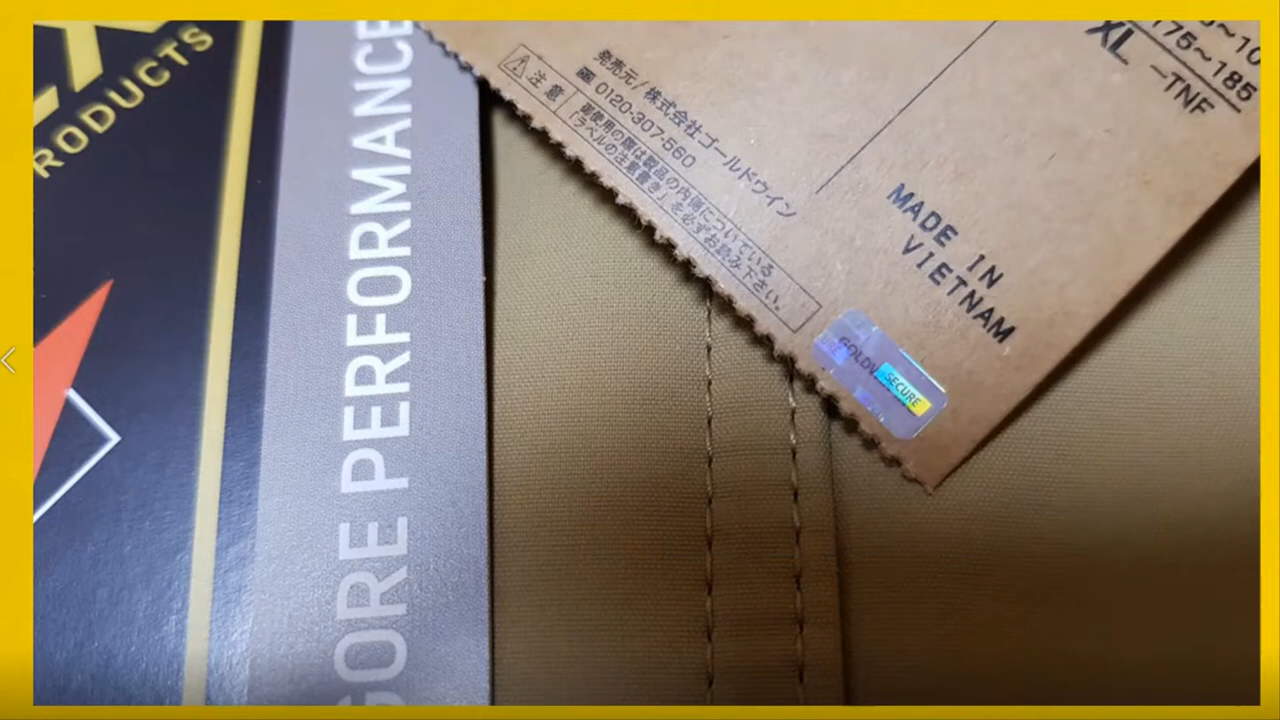 PRODUCTS
GORE PERFORMANCE
175~185
XL -TNF
発売元/株式会社ゴールドウイン
0120-307-560
注意
御使用の際は製品の内側についている
「ラベルの注意書き」を必ずお読み下さい。
MADE IN
VIETNAM
SECURE